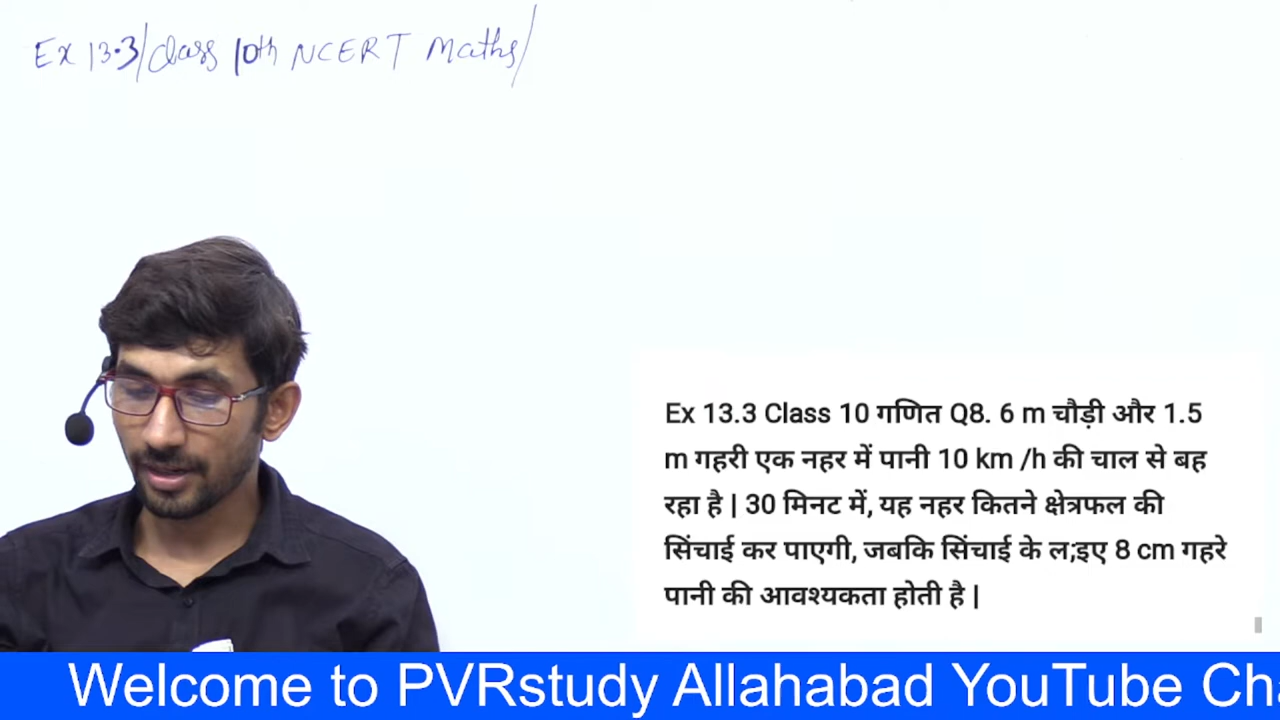 Ex 13.3/class 10th NCERT Maths/
Ex 13.3 Class 10 गणित Q8. 6 m चौड़ी और 1.5
m गहरी एक नहर में पानी 10 km /h की चाल से बह
रहा है | 30 मिनट में, यह नहर कितने क्षेत्रफल की
सिंचाई कर पाएगी, जबकि सिंचाई के ल;इए 8 cm गहरे
पानी की आवश्यकता होती है |
Welcome to PVRstudy Allahabad YouTube Cha